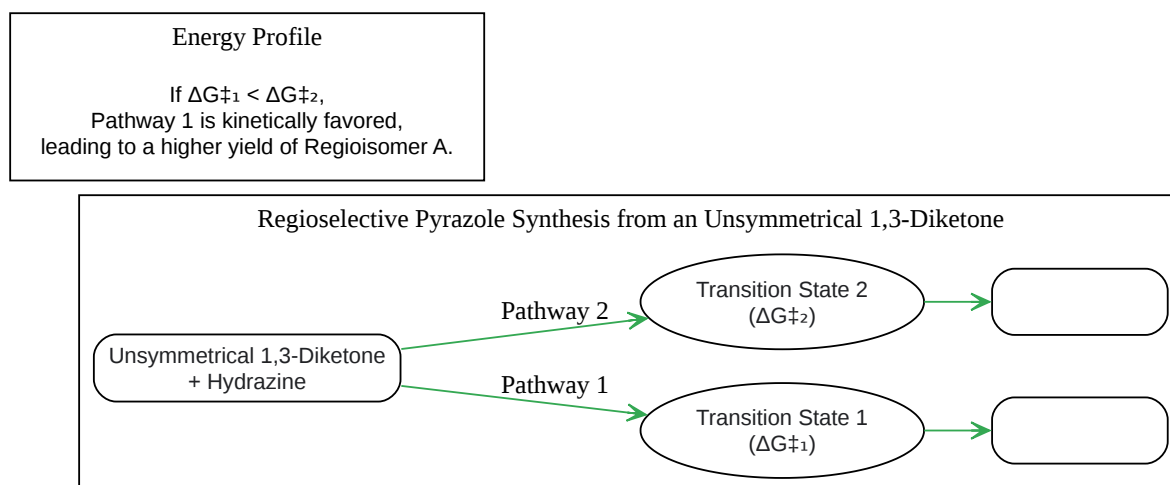 Energy Profile
If ΔG‡₁ < ΔG‡₂,
Pathway 1 is kinetically favored,
leading to a higher yield of Regioisomer A.
Regioselective Pyrazole Synthesis from an Unsymmetrical 1,3-Diketone
Unsymmetrical 1,3-Diketone
+ Hydrazine
Pathway 2
Transition State 2
(ΔG‡₂)
Pathway 1
Transition State 1
(ΔG‡₁)